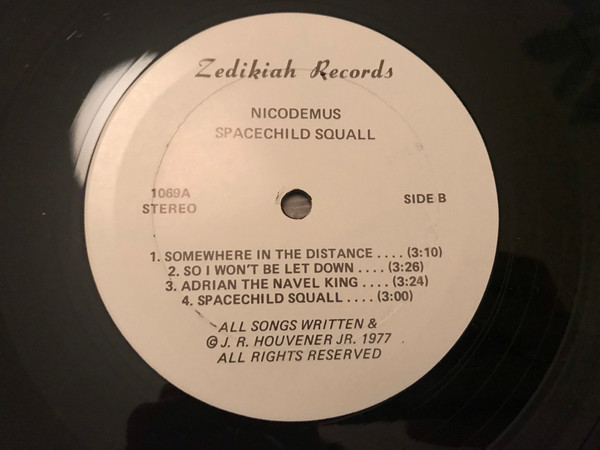 Zedikiah Records
NICODEMUS
SPACECHILD SQUALL
1069A
STEREO
SIDE B
1. SOMEWHERE IN THE DISTANCE .... (3:10)
2. SO I WON'T BE LET DOWN .... (3:26)
3. ADRIAN THE NAVEL KING .... (3:24)
4. SPACECHILD SQUALL .... (3:00)
ALL SONGS WRITTEN &
© J. R. HOUVENER JR. 1977
ALL RIGHTS RESERVED